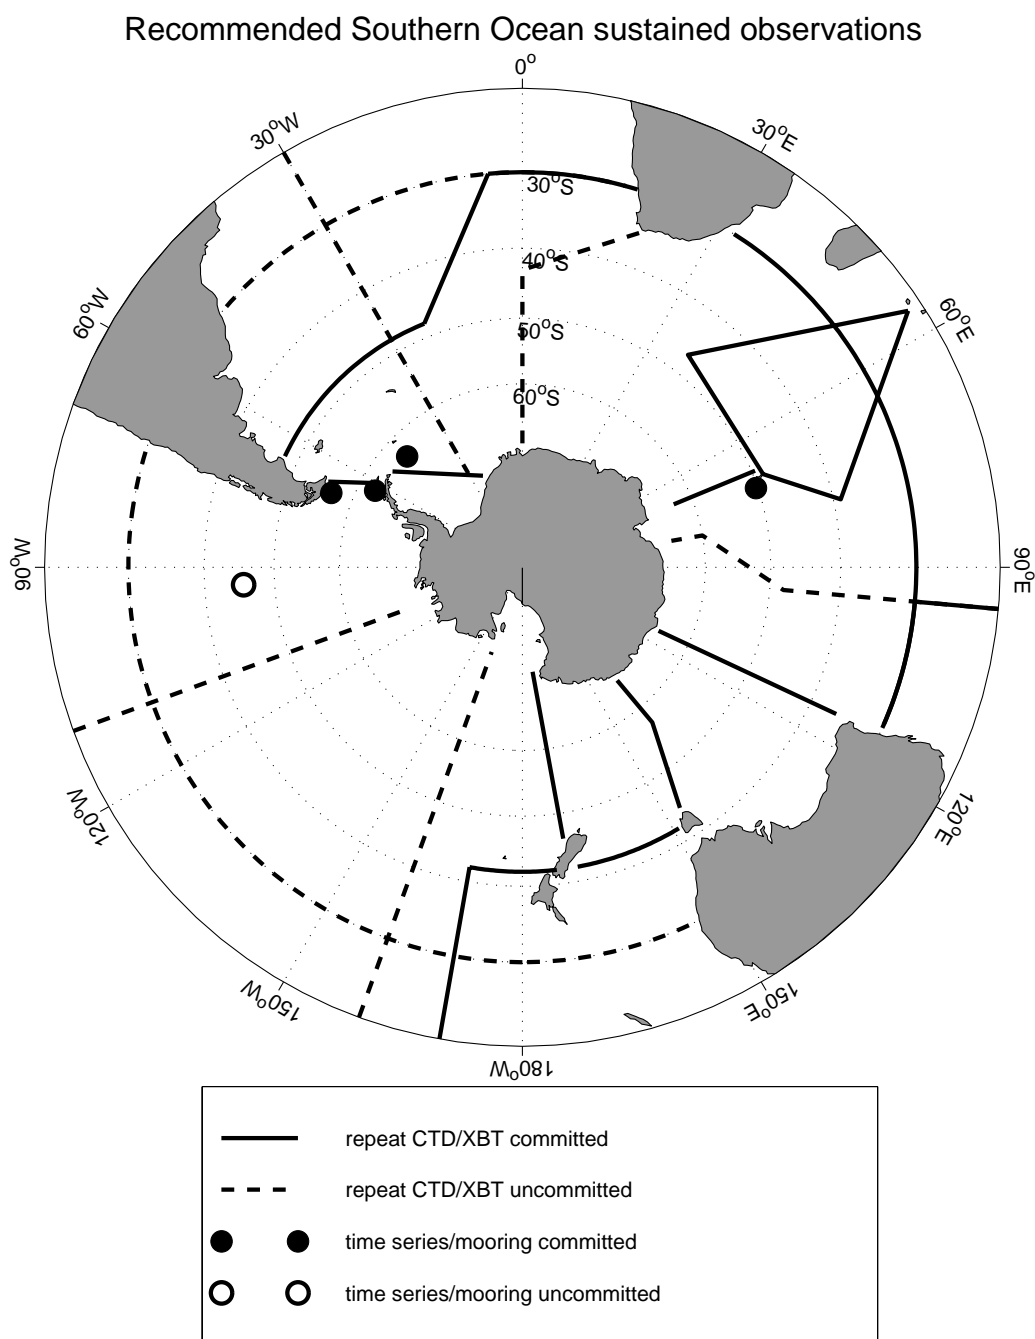 Recommended Southern Ocean sustained observations
0°
30°W
30°E
30°S
40°S
50°S
60°S
60°W
60°E
90°W
90°E
120°W
120°E
150°W
150°E
180°W
repeat CTD/XBT committed
repeat CTD/XBT uncommitted
time series/mooring committed
time series/mooring uncommitted